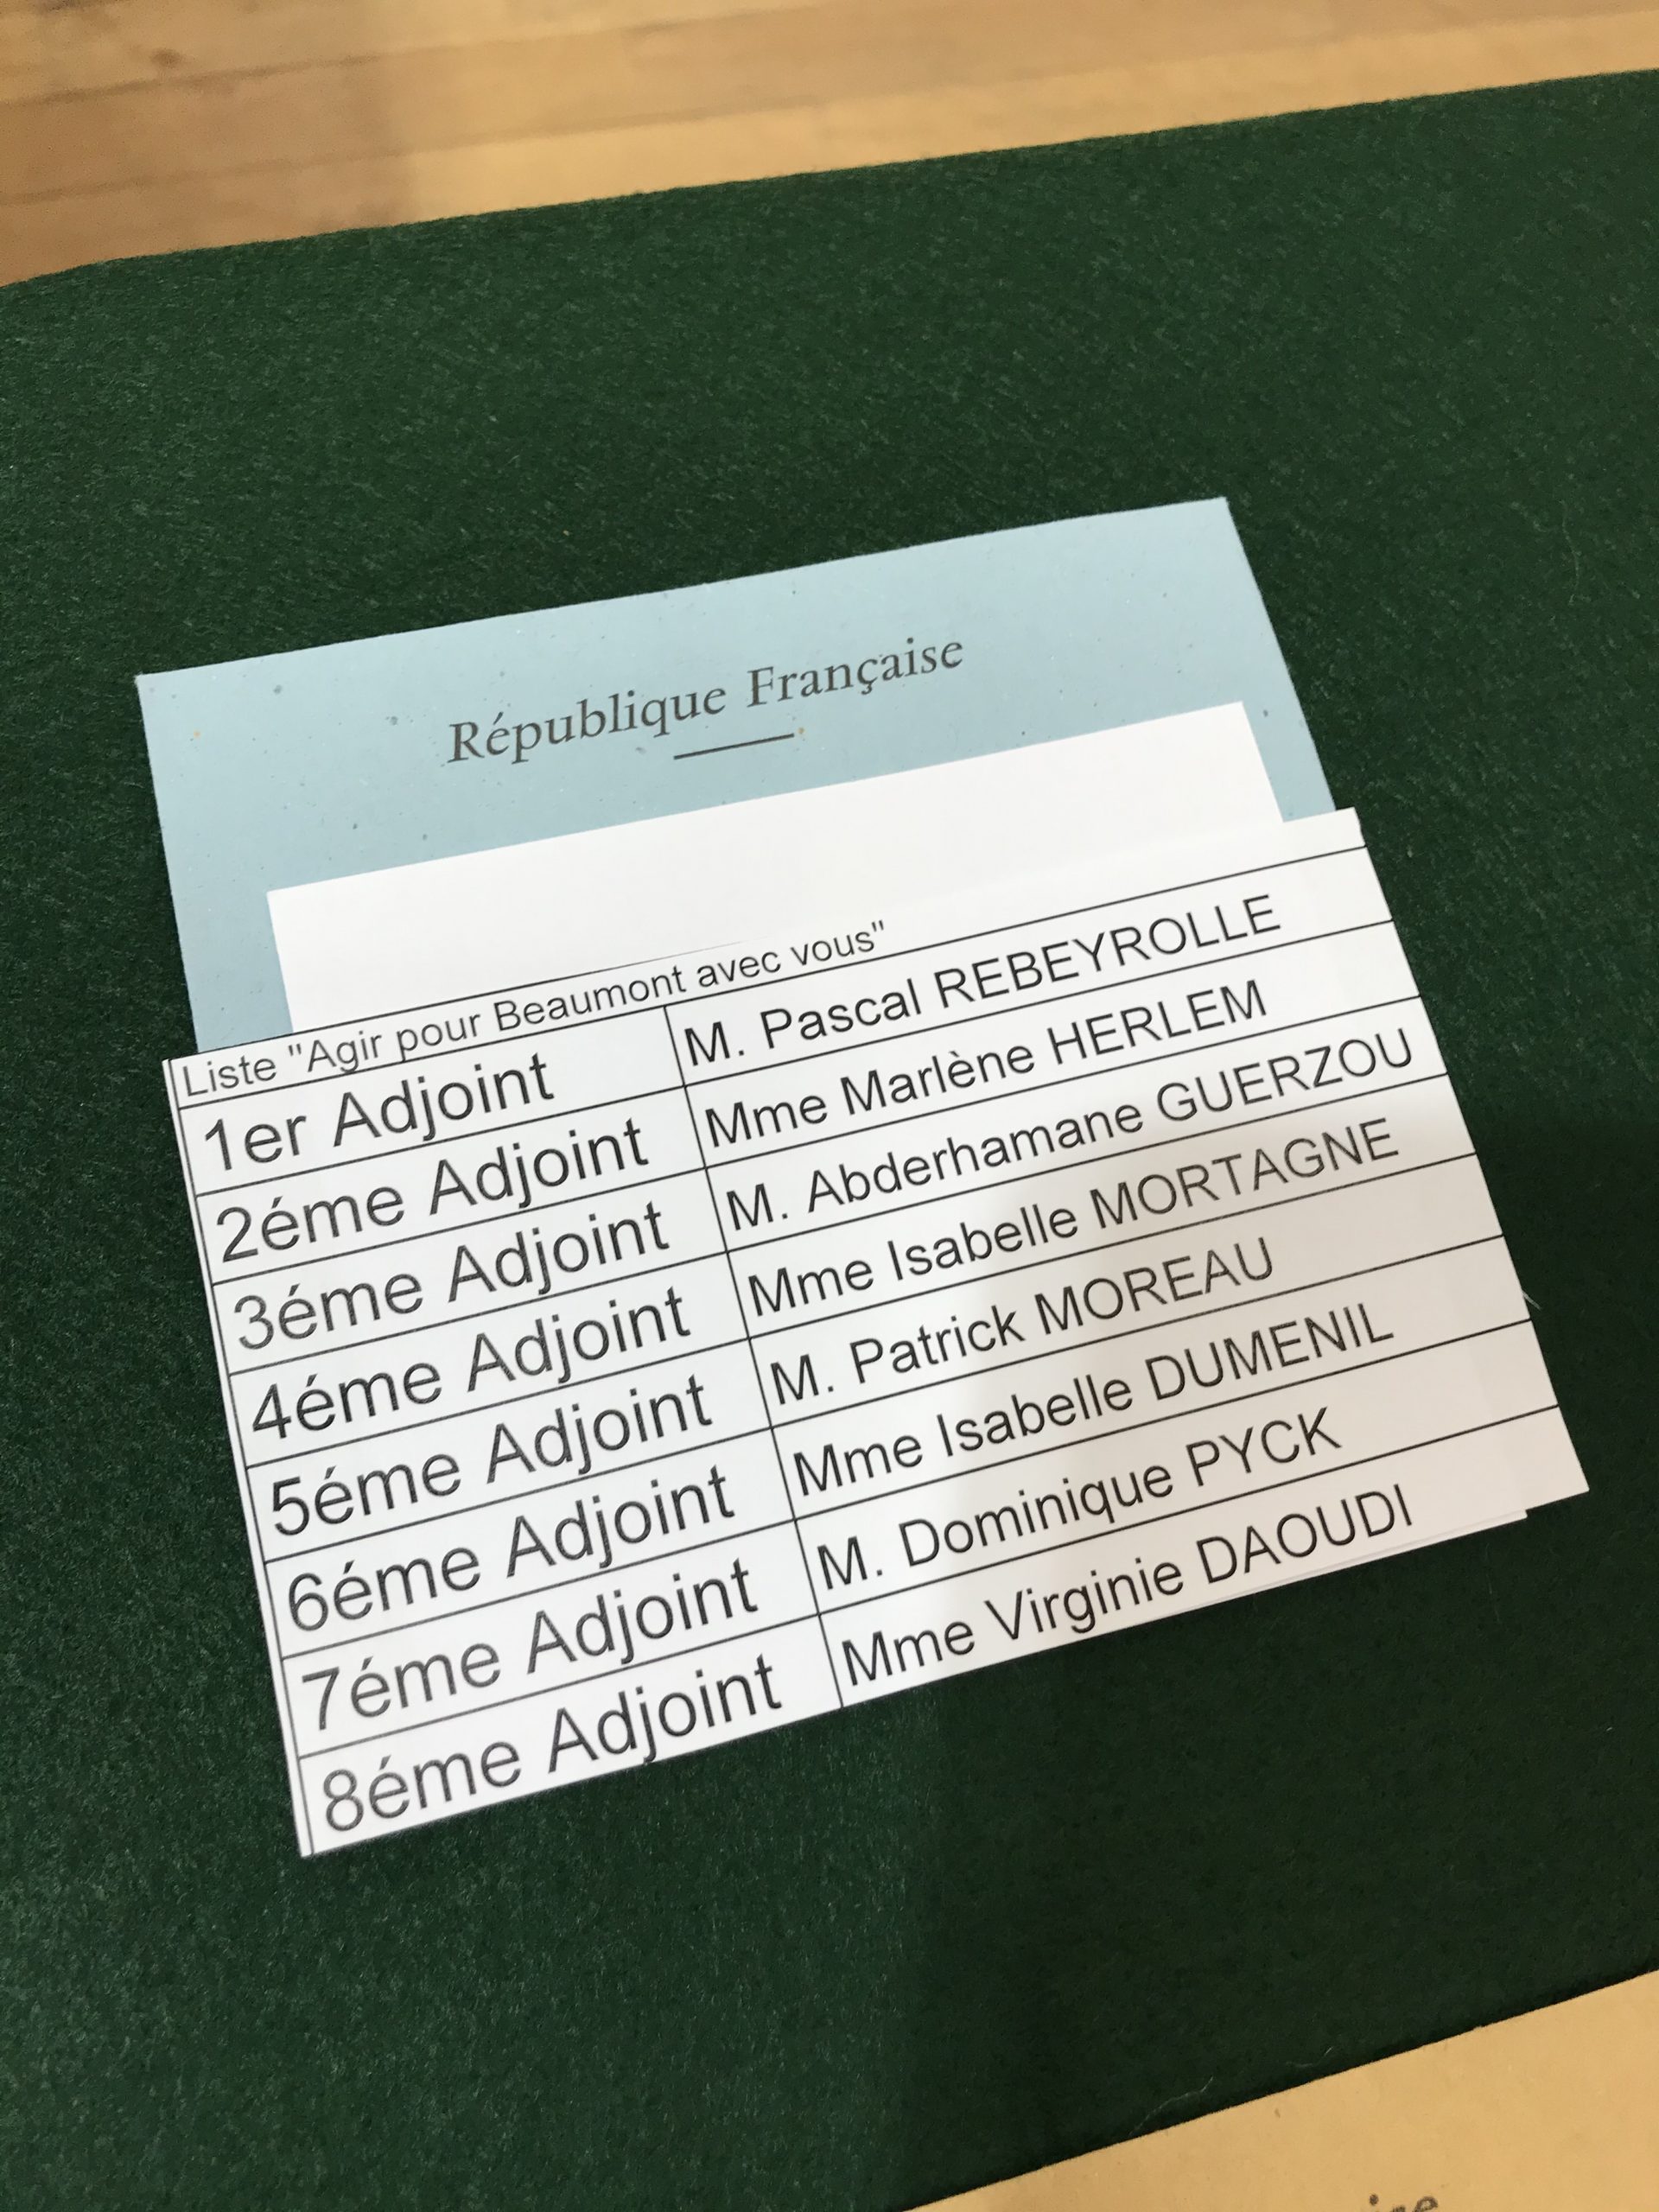 République Française
Liste "Agir pour Beaumont avec vous"
1er Adjoint M. Pascal REBEYROLLE
2éme Adjoint Mme Marlène HERLEM
3éme Adjoint M. Abderhamane GUERZOU
4éme Adjoint Mme Isabelle MORTAGNE
5éme Adjoint M. Patrick MOREAU
6éme Adjoint Mme Isabelle DUMENIL
7éme Adjoint M. Dominique PYCK
8éme Adjoint Mme Virginie DAOUDI